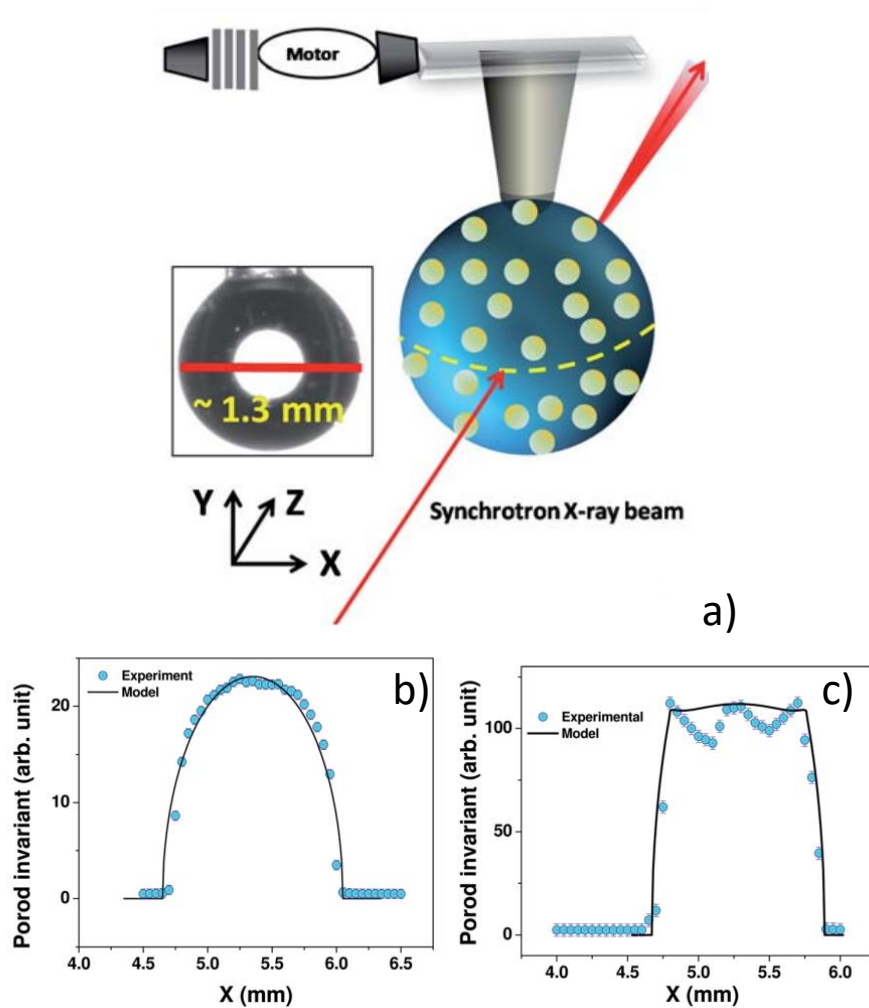 Motor
~ 1.3 mm
Y
Z
X
Synchrotron X-ray beam
a)
b)
Experiment
Model
Porod invariant (arb. unit)
20
10
0
4.0 4.5 5.0 5.5 6.0 6.5
X (mm)
c)
Experimental
Model
Porod invariant (arb. unit)
100
50
0
4.0 4.5 5.0 5.5 6.0
X (mm)